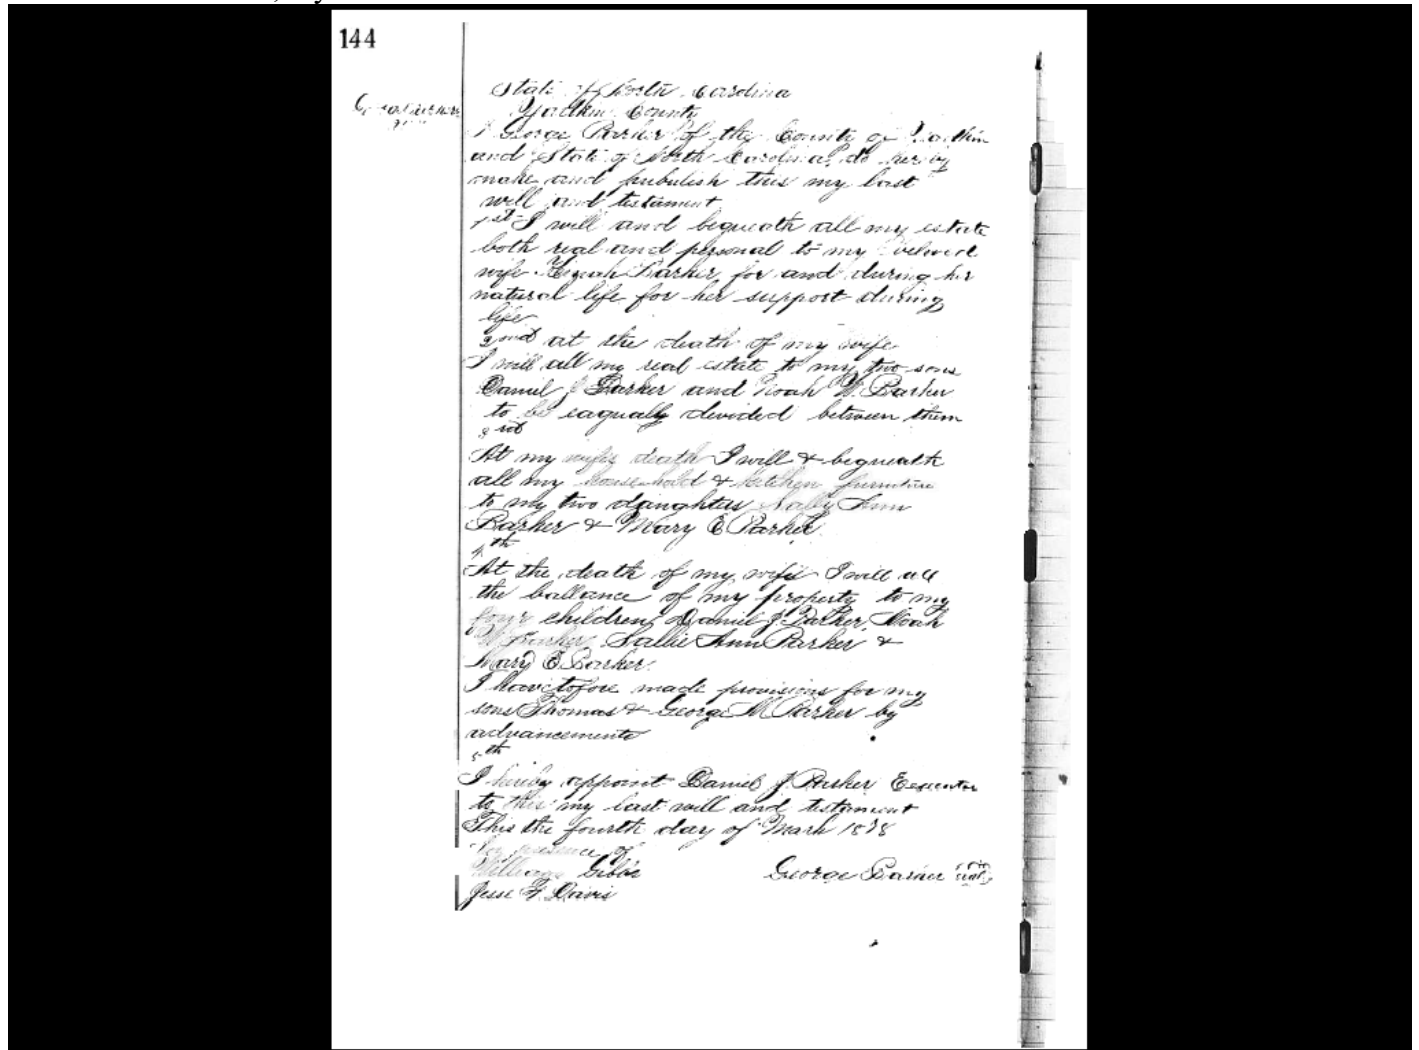 144
State of North Carolina
Yadkin County
I George Parker of the County of Yadkin
and State of North Carolina do herby
make and pubulish this my last
will and testament
1st I will and bequeath all my estate
both real and personal to my beloved
wife Parker for and during her
natural life for her support during
life
2nd at the death of my wife
I will all my real estate to my two sons
Daniel J Parker and Noah W. Parker
to be eaqually devided between them
3rd
At my wifes death I will & bequeath
all my household & kitchen furniture
to my two daughters Sally Ann
Parker & Mary E Parker
4th
At the death of my wife I will all
the ballance of my property to my
four children Daniel J. Parker Noah
W Parker Sallie Ann Parker &
Mary E Parker.
I havetofore made provisions for my
sons Thomas & George M Parker by
advancements
5th
I hereby appoint Daniel J. Parker Executor
to this my last will and testament
This the fourth day of March 1878
In presence of
William Gibbs George Parker
Jesse F. Davis